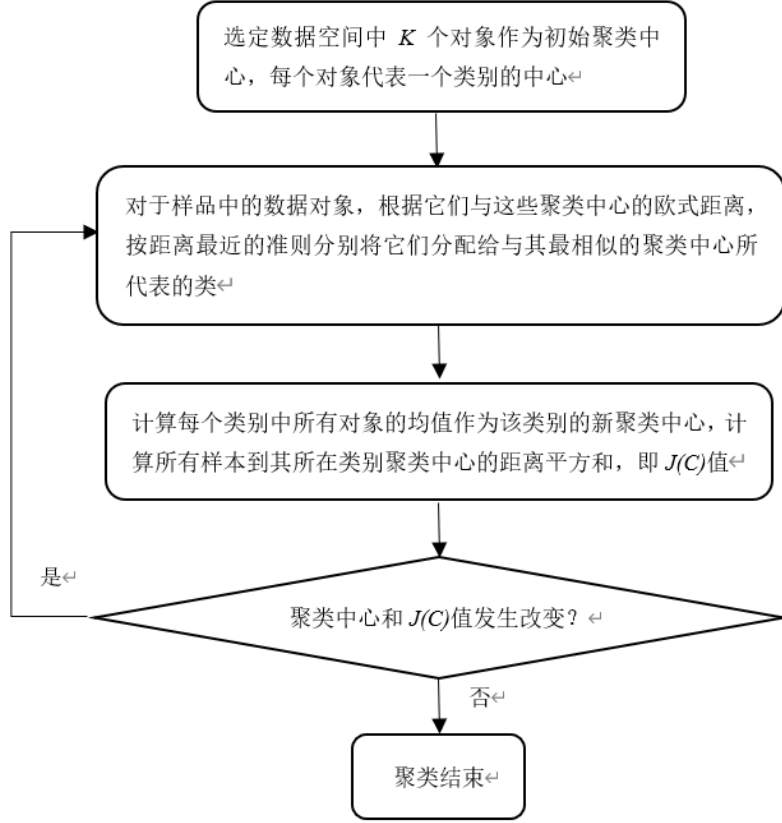 选定数据空间中 K 个对象作为初始聚类中
心，每个对象代表一个类别的中心↵
对于样品中的数据对象，根据它们与这些聚类中心的欧式距离，
按距离最近的准则分别将它们分配给与其最相似的聚类中心所
代表的类↵
计算每个类别中所有对象的均值作为该类别的新聚类中心，计
算所有样本到其所在类别聚类中心的距离平方和，即 J(C)值↵
是↵
聚类中心和 J(C)值发生改变？↵
否↵
聚类结束↵